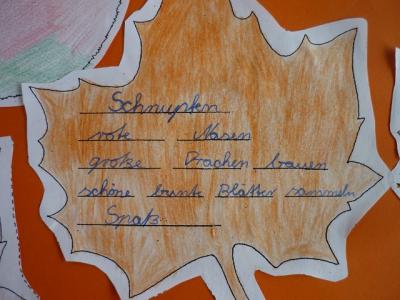 Schnupfen
rote Nasen
große Drachen bauen
schöne bunte Blätter sammeln
Spaß